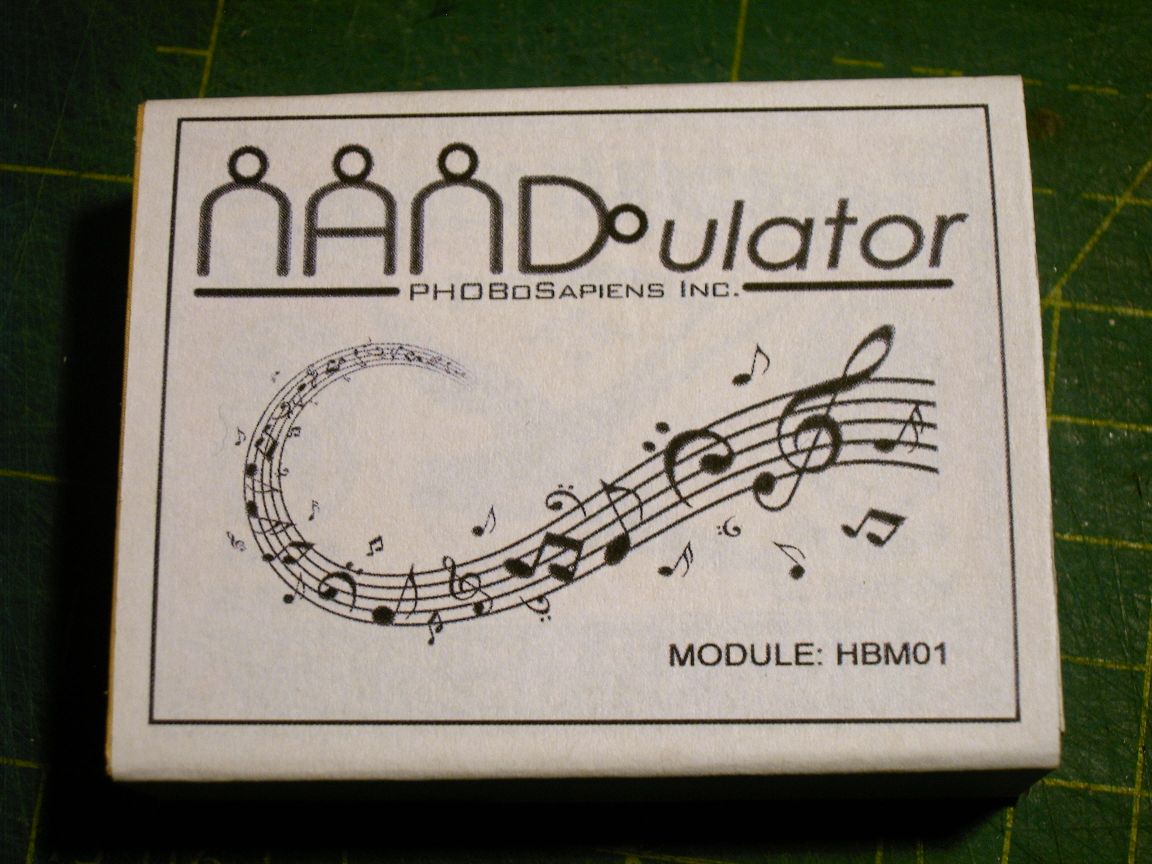 NANDulator
PHOBoSapiens Inc.
MODULE: HBM01